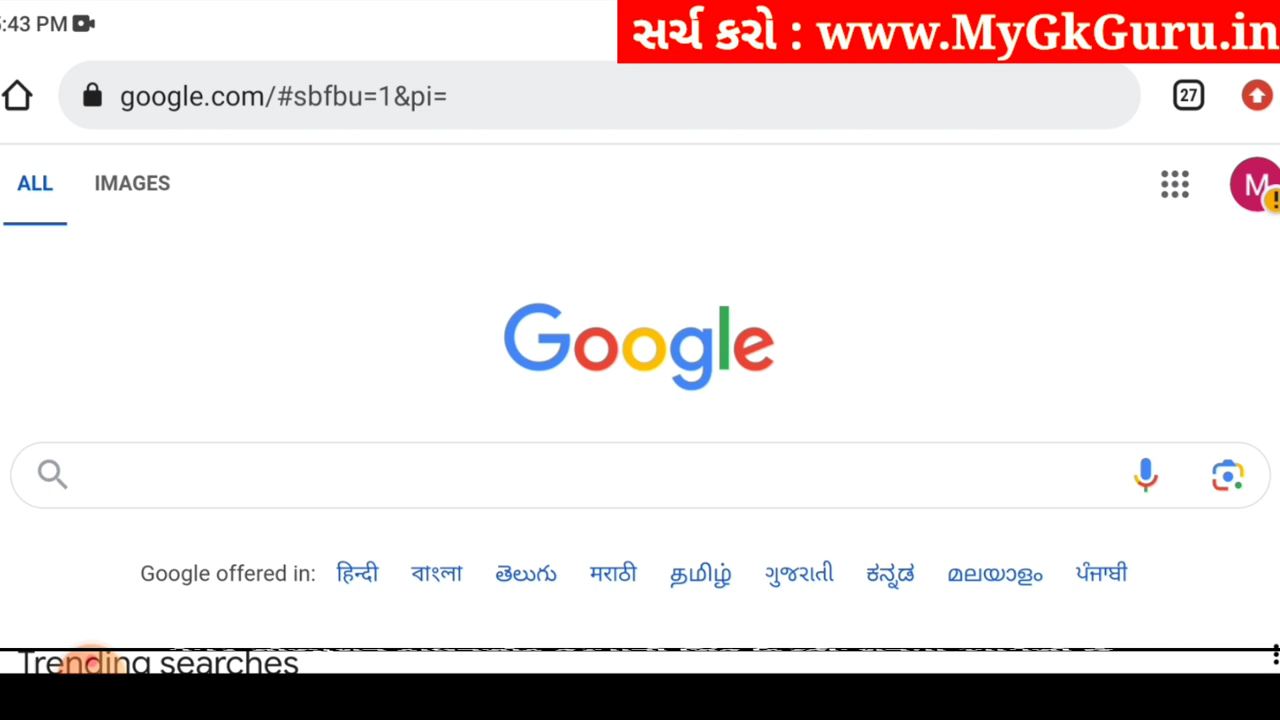 :43 PM
સર્ચ કરો : www.MyGkGuru.in
google.com/#sbfbu=1&pi=
27
ALL IMAGES
M
Google
Google offered in: हिन्दी বাংলা తెలుగు मराठी தமிழ் ગુજરાતી ಕನ್ನಡ മലയാളം ਪੰਜਾਬੀ
Trending searches